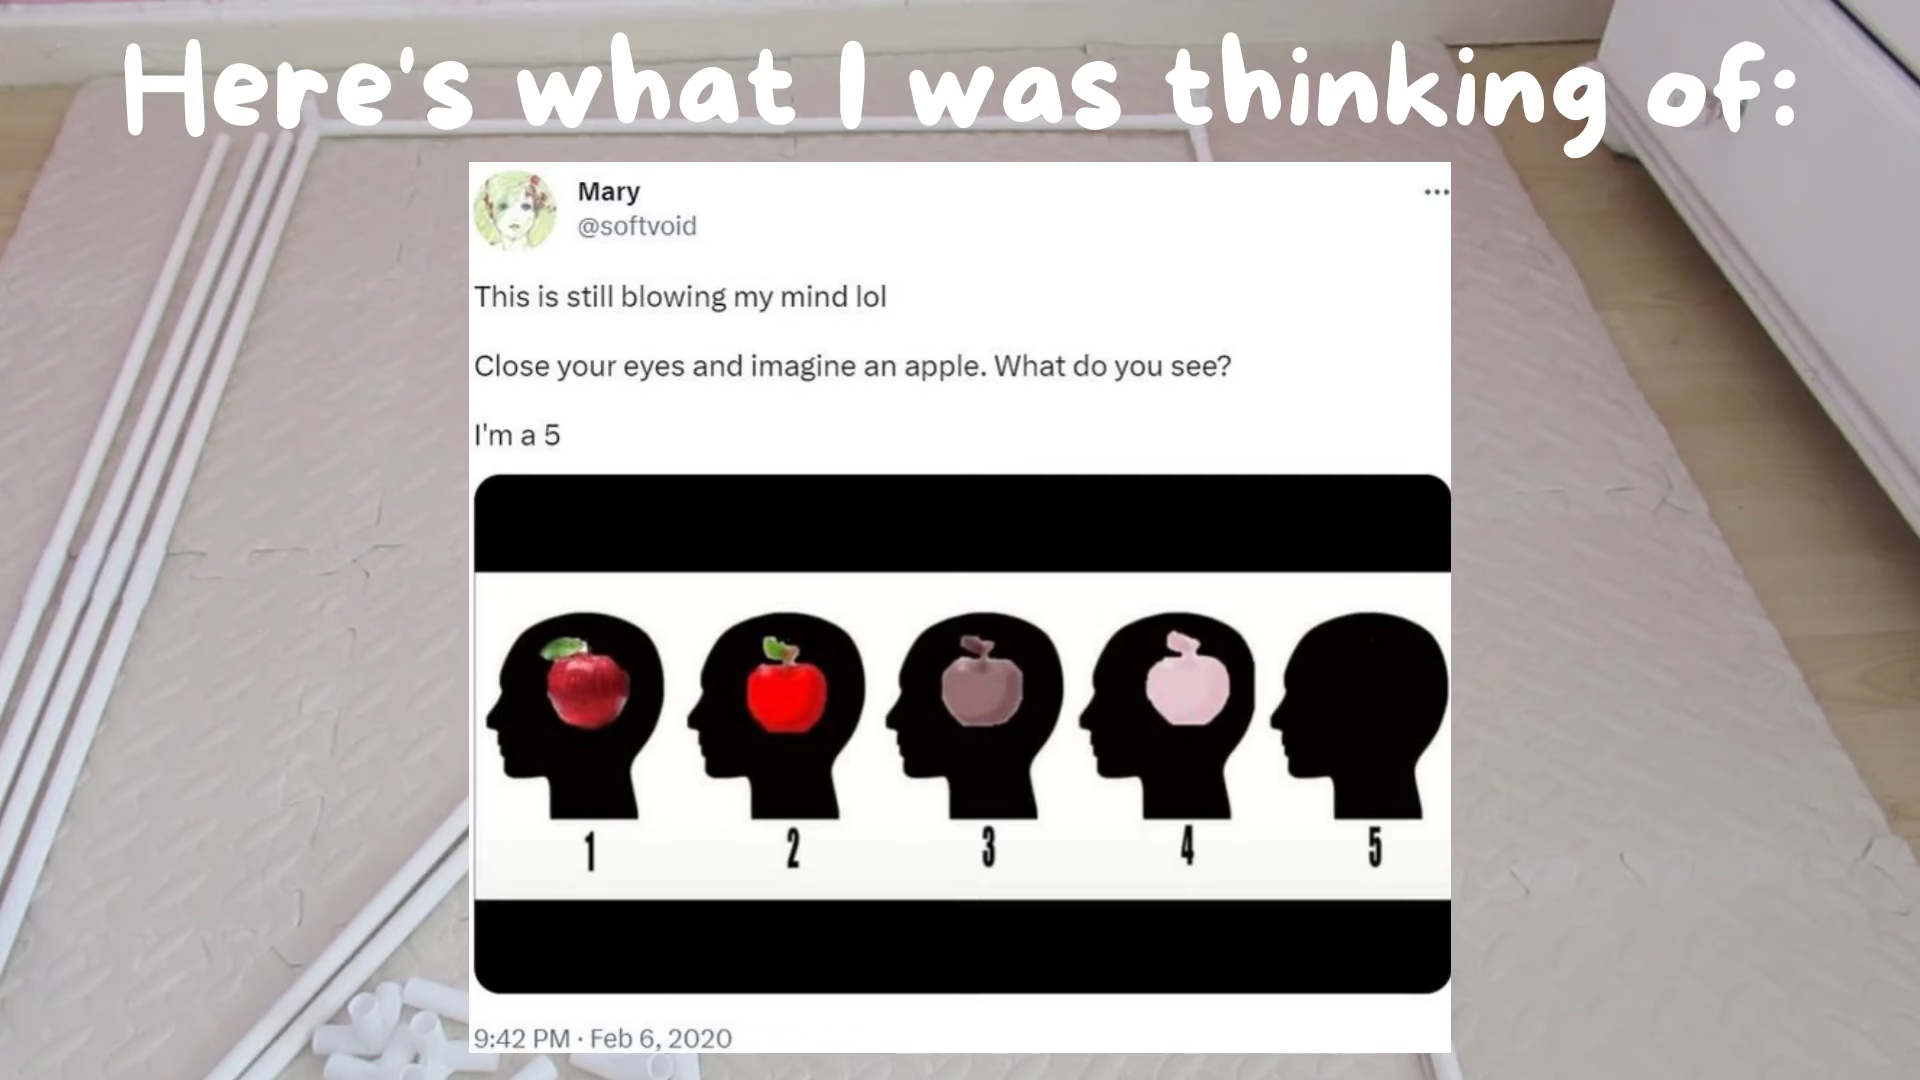 Here's what I was thinking of:
Mary
@softvoid
This is still blowing my mind lol
Close your eyes and imagine an apple. What do you see?
I'm a 5
1 2 3 4 5
9:42 PM · Feb 6, 2020